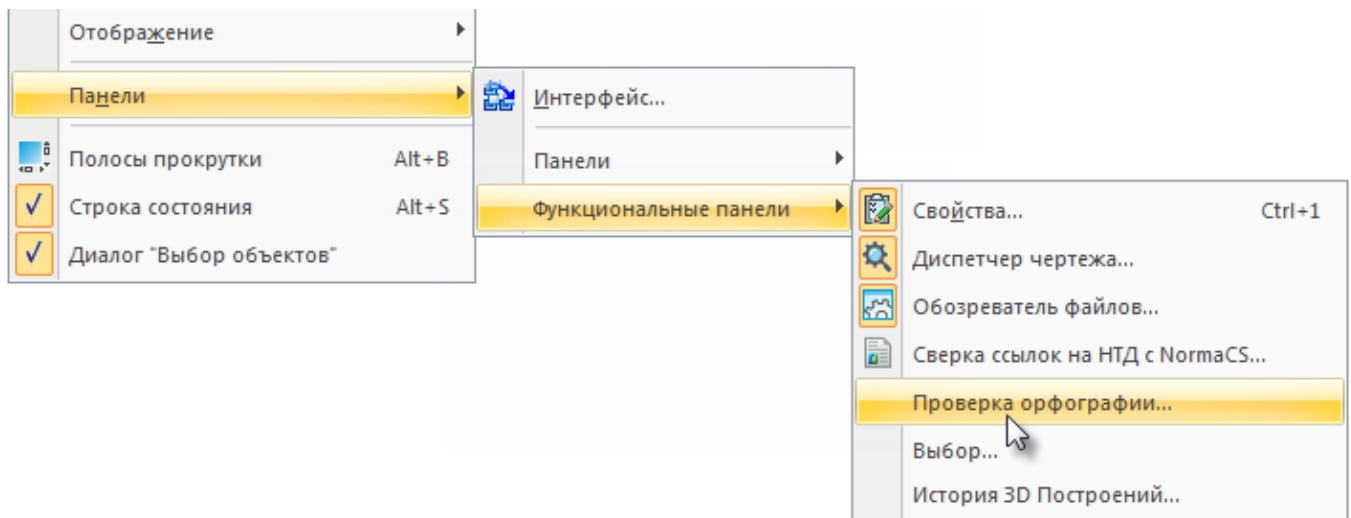 Отображение
Панели
Полосы прокрутки Alt+B
Строка состояния Alt+S
Диалог "Выбор объектов"
Интерфейс...
Панели
Функциональные панели
Свойства... Ctrl+1
Диспетчер чертежа...
Обозреватель файлов...
Сверка ссылок на НТД с NormaCS...
Проверка орфографии...
Выбор...
История 3D Построений...